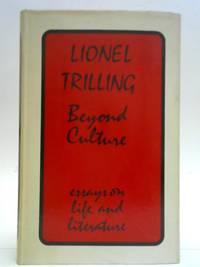 LIONEL
TRILLING
Beyond
Culture
essays on
life and
literature